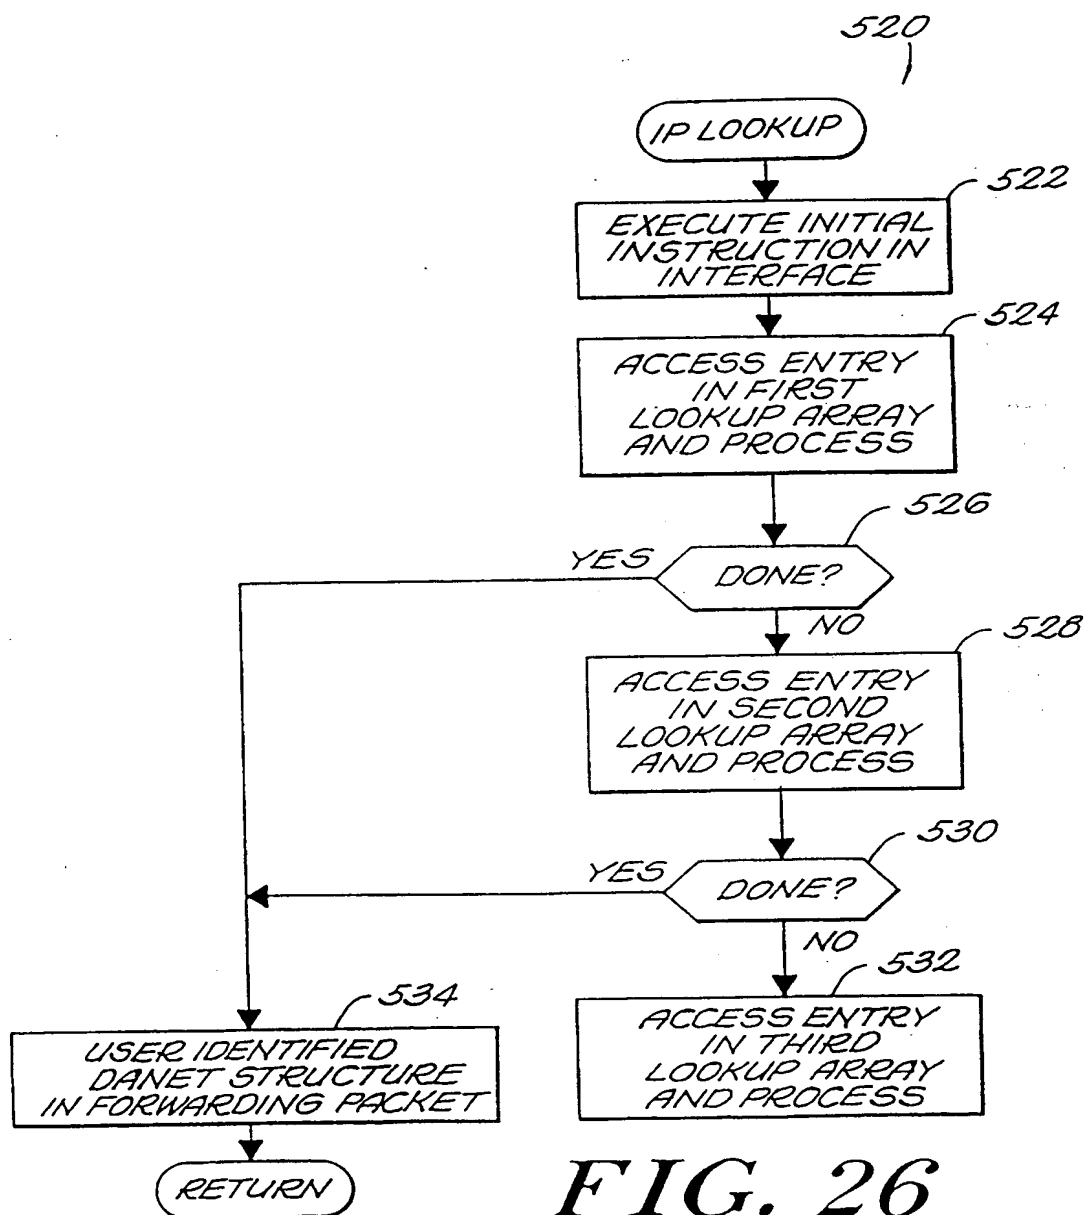 520
IP LOOKUP
522
EXECUTE INITIAL
INSTRUCTION IN
INTERFACE
524
ACCESS ENTRY
IN FIRST
LOOKUP ARRAY
AND PROCESS
526
YES
DONE?
NO
528
ACCESS ENTRY
IN SECOND
LOOKUP ARRAY
AND PROCESS
530
YES
DONE?
NO
532
534
ACCESS ENTRY
IN THIRD
LOOKUP ARRAY
AND PROCESS
USER IDENTIFIED
DANET STRUCTURE
IN FORWARDING PACKET
RETURN
FIG. 26